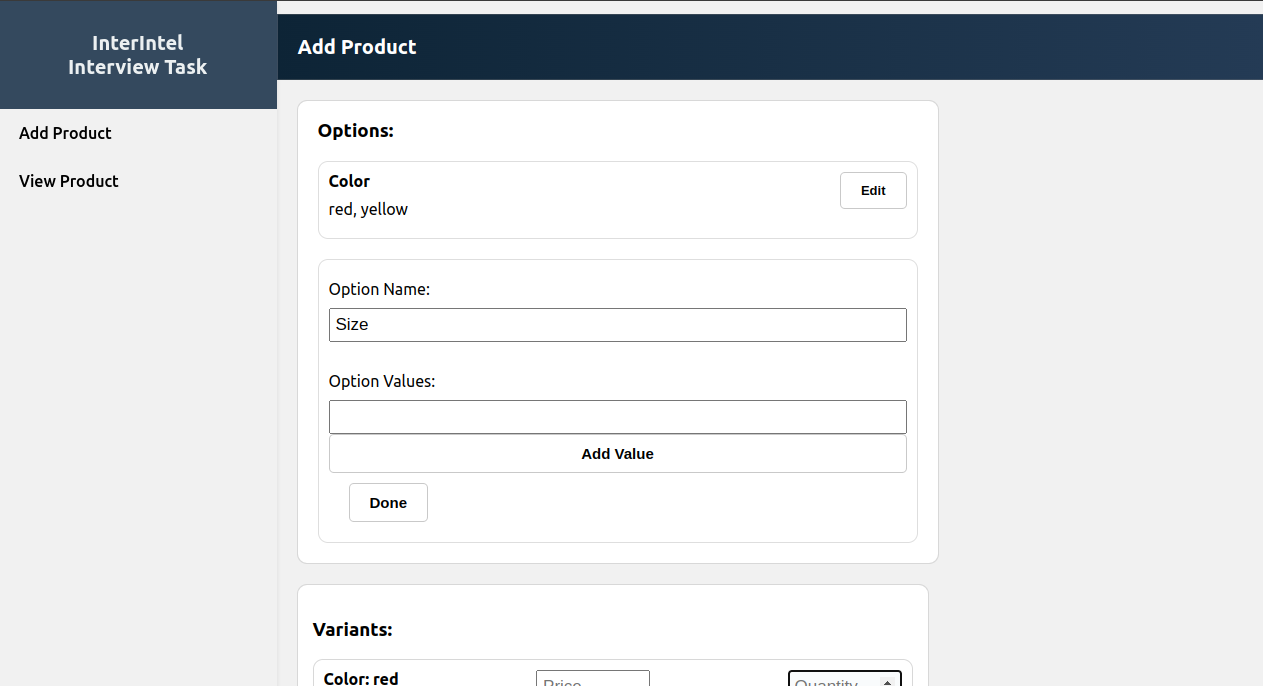 InterIntel
Interview Task
Add Product
View Product
Add Product
Options:
Color
red, yellow
Edit
Option Name:
Size
Option Values:
Add Value
Done
Variants:
Color: red
Price
Quantity